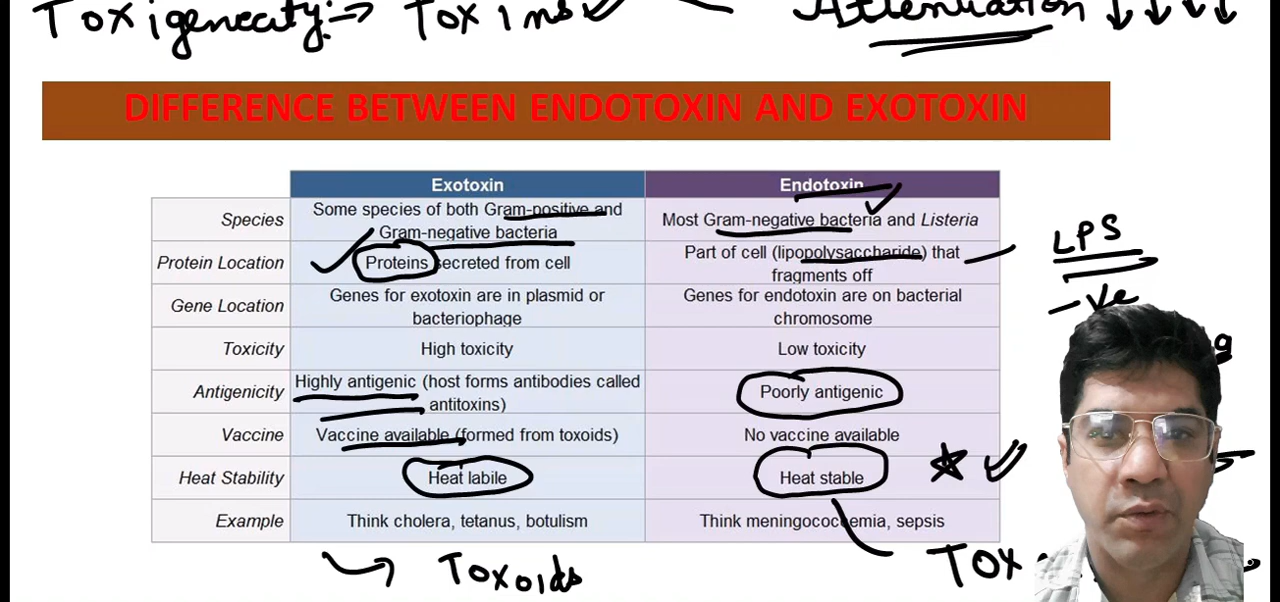 Toxigenecity:→ Toxins
Attenuation ↓ ↓ ↓ ↓
DIFFERENCE BETWEEN ENDOTOXIN AND EXOTOXIN
Exotoxin Endotoxin
Species Some species of both Gram-positive and Most Gram-negative bacteria and Listeria
Gram-negative bacteria
Protein Location Proteins secreted from cell Part of cell (lipopolysaccharide) that
fragments off
LPS
-ve
Gene Location Genes for exotoxin are in plasmid or Genes for endotoxin are on bacterial
bacteriophage chromosome
Toxicity High toxicity Low toxicity
Antigenicity Highly antigenic (host forms antibodies called Poorly antigenic
antitoxins)
Vaccine Vaccine available (formed from toxoids) No vaccine available
Heat Stability Heat labile Heat stable
Example Think cholera, tetanus, botulism Think meningococcemia, sepsis
→ Toxoids